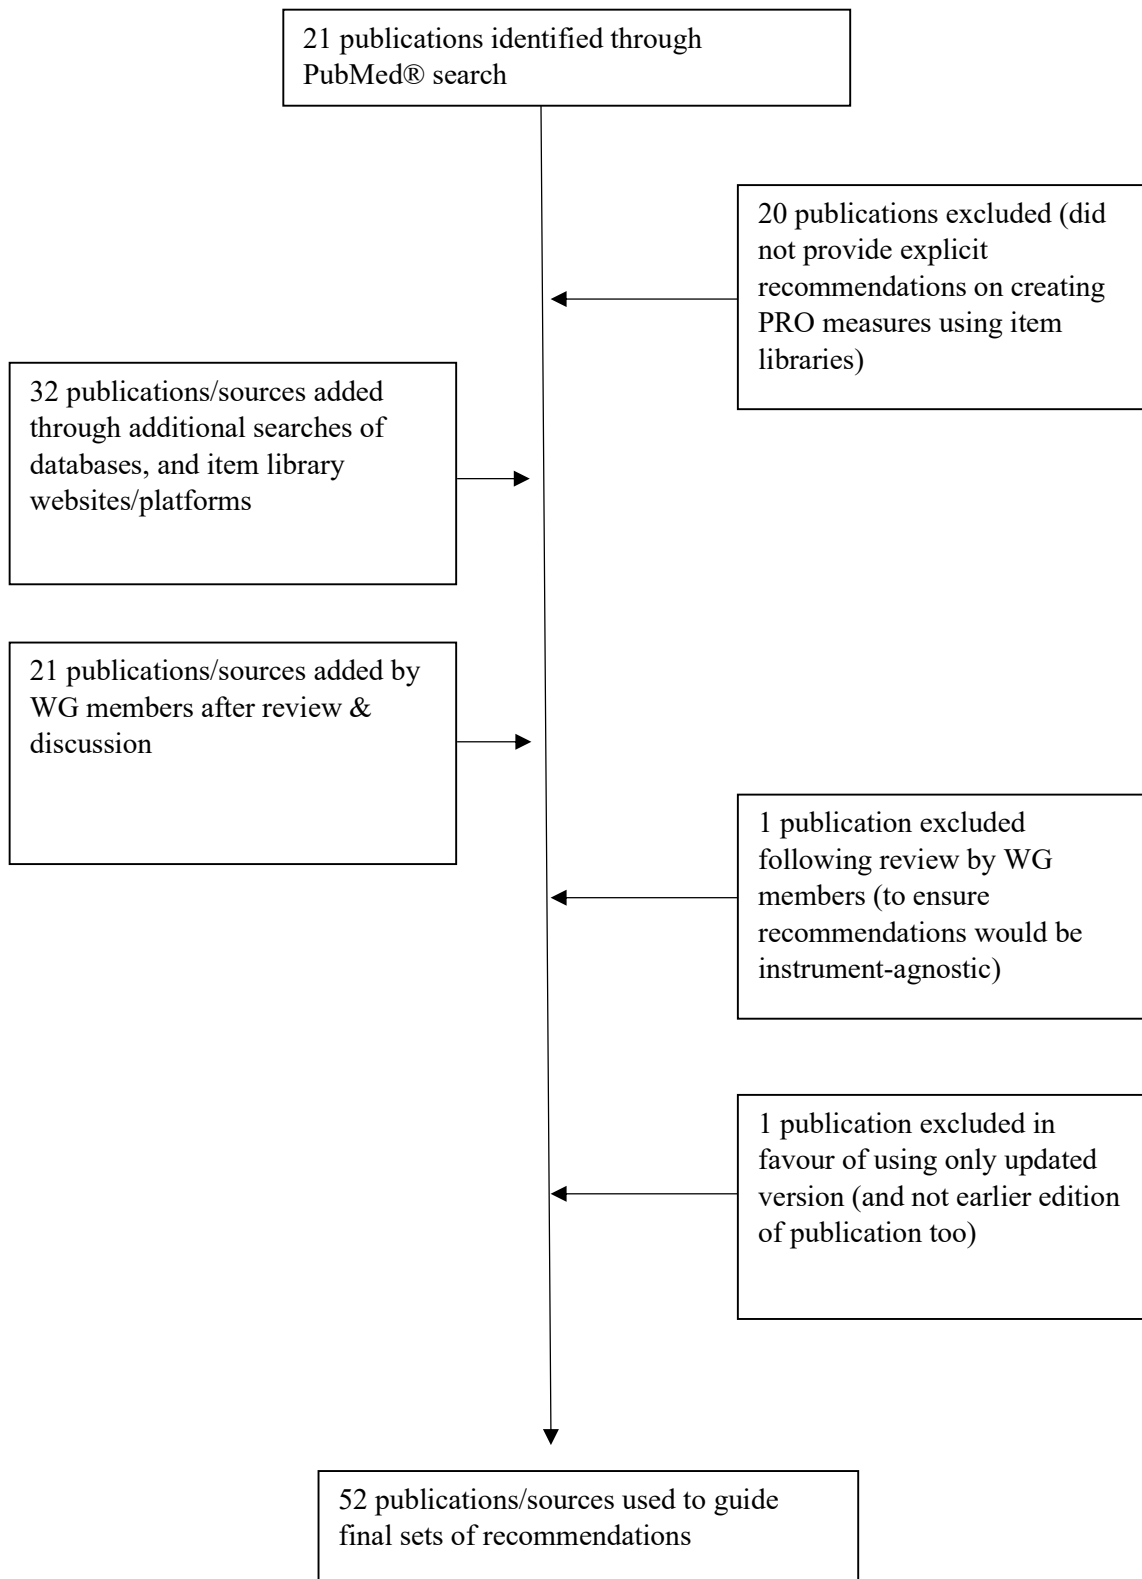 21 publications identified through
PubMed® search
20 publications excluded (did
not provide explicit
recommendations on creating
PRO measures using item
libraries)
32 publications/sources added
through additional searches of
databases, and item library
websites/platforms
21 publications/sources added by
WG members after review &
discussion
1 publication excluded
following review by WG
members (to ensure
recommendations would be
instrument-agnostic)
1 publication excluded in
favour of using only updated
version (and not earlier edition
of publication too)
52 publications/sources used to guide
final sets of recommendations